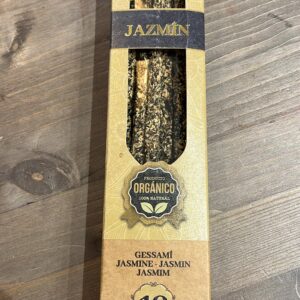 JAZMÍN
PRODUCTO
ORGÁNICO
100% NATURAL
GESSAMÍ
JASMINE - JASMIN
JASMIM